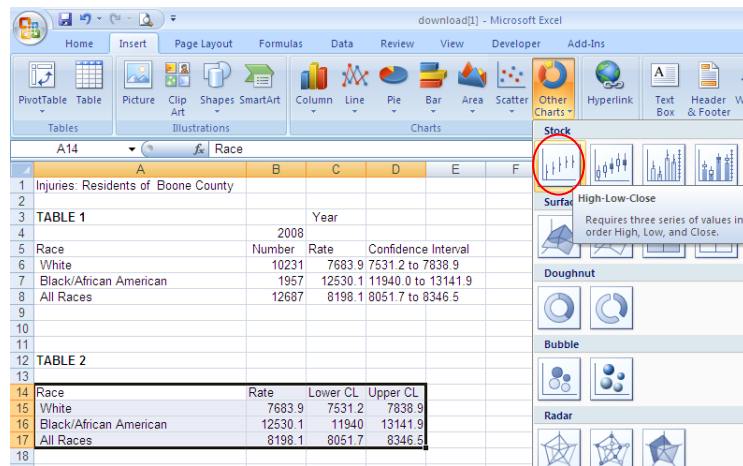 download[1] - Microsoft Excel
Home Insert Page Layout Formulas Data Review View Developer Add-Ins
PivotTable Table Picture Clip Art Shapes SmartArt Column Line Pie Bar Area Scatter Other Charts Hyperlink Text Box Header & Footer
Tables Illustrations Charts
A14 fx Race
Stock
High-Low-Close
Requires three series of values in
order High, Low, and Close.
Surfac
Doughnut
Bubble
Radar
A B C D E F
1 Injuries: Residents of Boone County
2
3 TABLE 1 Year
4 2008
5 Race Number Rate Confidence Interval
6 White 10231 7683.9 7531.2 to 7838.9
7 Black/African American 1957 12530.1 11940.0 to 13141.9
8 All Races 12687 8198.1 8051.7 to 8346.5
9
10
11
12 TABLE 2
13
14 Race Rate Lower CL Upper CL
15 White 7683.9 7531.2 7838.9
16 Black/African American 12530.1 11940 13141.9
17 All Races 8198.1 8051.7 8346.5
18